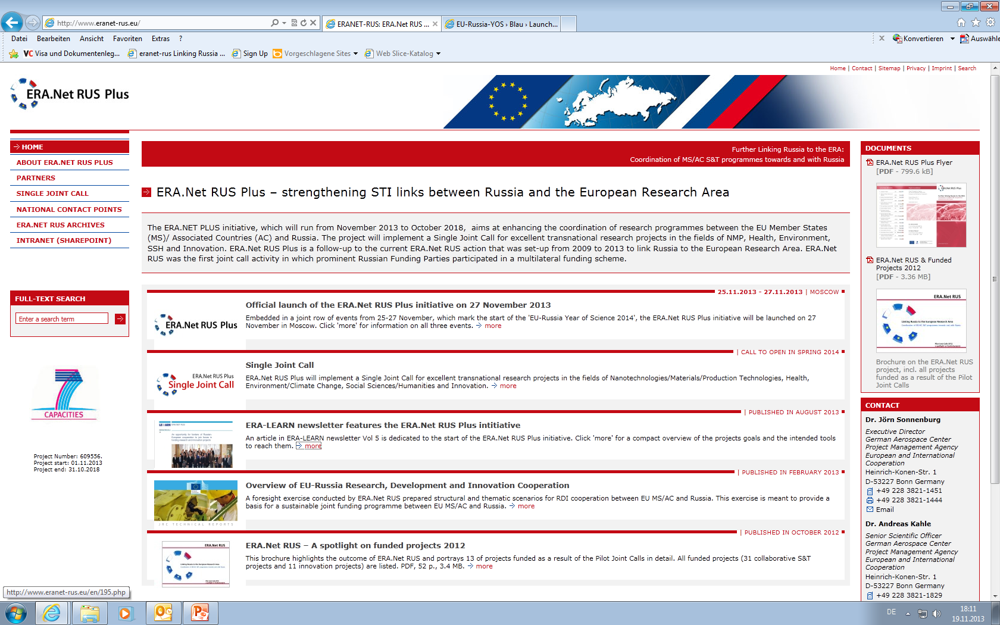 http://www.eranet-rus.eu/
ERANET-RUS: ERA.Net RUS ...
EU-Russia-YOS › Blau › Launch...
Datei Bearbeiten Ansicht Favoriten Extras ?
Konvertieren Auswähle
VC Visa und Dokumentenleg... eranet-rus Linking Russia ... Sign Up Vorgeschlagene Sites Web Slice-Katalog
Home | Contact | Sitemap | Privacy | Imprint | Search
ERA.Net RUS Plus
HOME
ABOUT ERA.NET RUS PLUS
PARTNERS
SINGLE JOINT CALL
NATIONAL CONTACT POINTS
ERA.NET RUS ARCHIVES
INTRANET (SHAREPOINT)
FULL-TEXT SEARCH
Enter a search term
7
CAPACITIES
Project Number: 609556.
Project start: 01.11.2013
Project end: 31.10.2018
Further Linking Russia to the ERA:
Coordination of MS/AC S&T programmes towards and with Russia
ERA.Net RUS Plus – strengthening STI links between Russia and the European Research Area
The ERA.NET PLUS initiative, which will run from November 2013 to October 2018, aims at enhancing the coordination of research programmes between the EU Member States
(MS)/ Associated Countries (AC) and Russia. The project will implement a Single Joint Call for excellent transnational research projects in the fields of NMP, Health, Environment,
SSH and Innovation. ERA.Net RUS Plus is a follow-up to the current ERA.Net RUS action that was set-up from 2009 to 2013 to link Russia to the European Research Area. ERA.Net
RUS was the first joint call activity in which prominent Russian Funding Parties participated in a multilateral funding scheme.
25.11.2013 - 27.11.2013 | MOSCOW
ERA.Net RUS Plus
Official launch of the ERA.Net RUS Plus initiative on 27 November 2013
Embedded in a joint row of events from 25-27 November, which mark the start of the 'EU-Russia Year of Science 2014', the ERA.Net RUS Plus initiative will be launched on 27
November in Moscow. Click 'more' for information on all three events. more
| CALL TO OPEN IN SPRING 2014
ERA.Net RUS Plus
Single Joint Call
Single Joint Call
ERA.Net RUS Plus will implement a Single Joint Call for excellent transnational research projects in the fields of Nanotechnologies/Materials/Production Technologies, Health,
Environment/Climate Change, Social Sciences/Humanities and Innovation. more
| PUBLISHED IN AUGUST 2013
ERA-LEARN newsletter features the ERA.Net RUS Plus intitiative
An article in ERA-LEARN newsletter Vol 5 is dedicated to the start of the ERA.Net RUS Plus initiative. Click 'more' for a compact overview of the projects goals and the intended tools
to reach them. more
| PUBLISHED IN FEBRUARY 2013
JRC TECHNICAL REPORTS
Overview of EU-Russia Research, Development and Innovation Cooperation
A foresight exercise conducted by ERA.Net RUS prepared structural and thematic scenarios for RDI cooperation between EU MS/AC and Russia. This exercise is meant to provide a
basis for a sustainable joint funding programme between EU MS/AC and Russia. more
| PUBLISHED IN OCTOBER 2012
ERA.Net RUS
Linking Russia to the European Research Area
ERA.Net RUS – A spotlight on funded projects 2012
This brochure highlights the outcome of ERA.Net RUS and portrays 13 of projects funded as a result of the Pilot Joint Calls in detail. All funded projects (31 collaborative S&T
projects and 11 innovation projects) are listed. PDF, 52 p., 3.4 MB. more
DOCUMENTS
ERA.Net RUS Plus Flyer
[PDF - 799.6 kB]
ERA.Net RUS Plus
ERA.Net RUS & Funded
Projects 2012
[PDF - 3.36 MB]
ERA.Net RUS
Linking Russia to the European Research Area
Brochure on the ERA.Net RUS
project, incl. all projects
funded as a result of the Pilot
Joint Calls
CONTACT
Dr. Jörn Sonnenburg
Executive Director
German Aerospace Center
Project Management Agency
European and International
Cooperation
Heinrich-Konen-Str. 1
D-53227 Bonn Germany
+49 228 3821-1451
+49 228 3821-1444
Email
Dr. Andreas Kahle
Senior Scientific Officer
German Aerospace Center
Project Management Agency
European and International
Cooperation
Heinrich-Konen-Str. 1
D-53227 Bonn Germany
+49 228 3821-1829
http://www.eranet-rus.eu/en/195.php
DE
18:11
19.11.2013